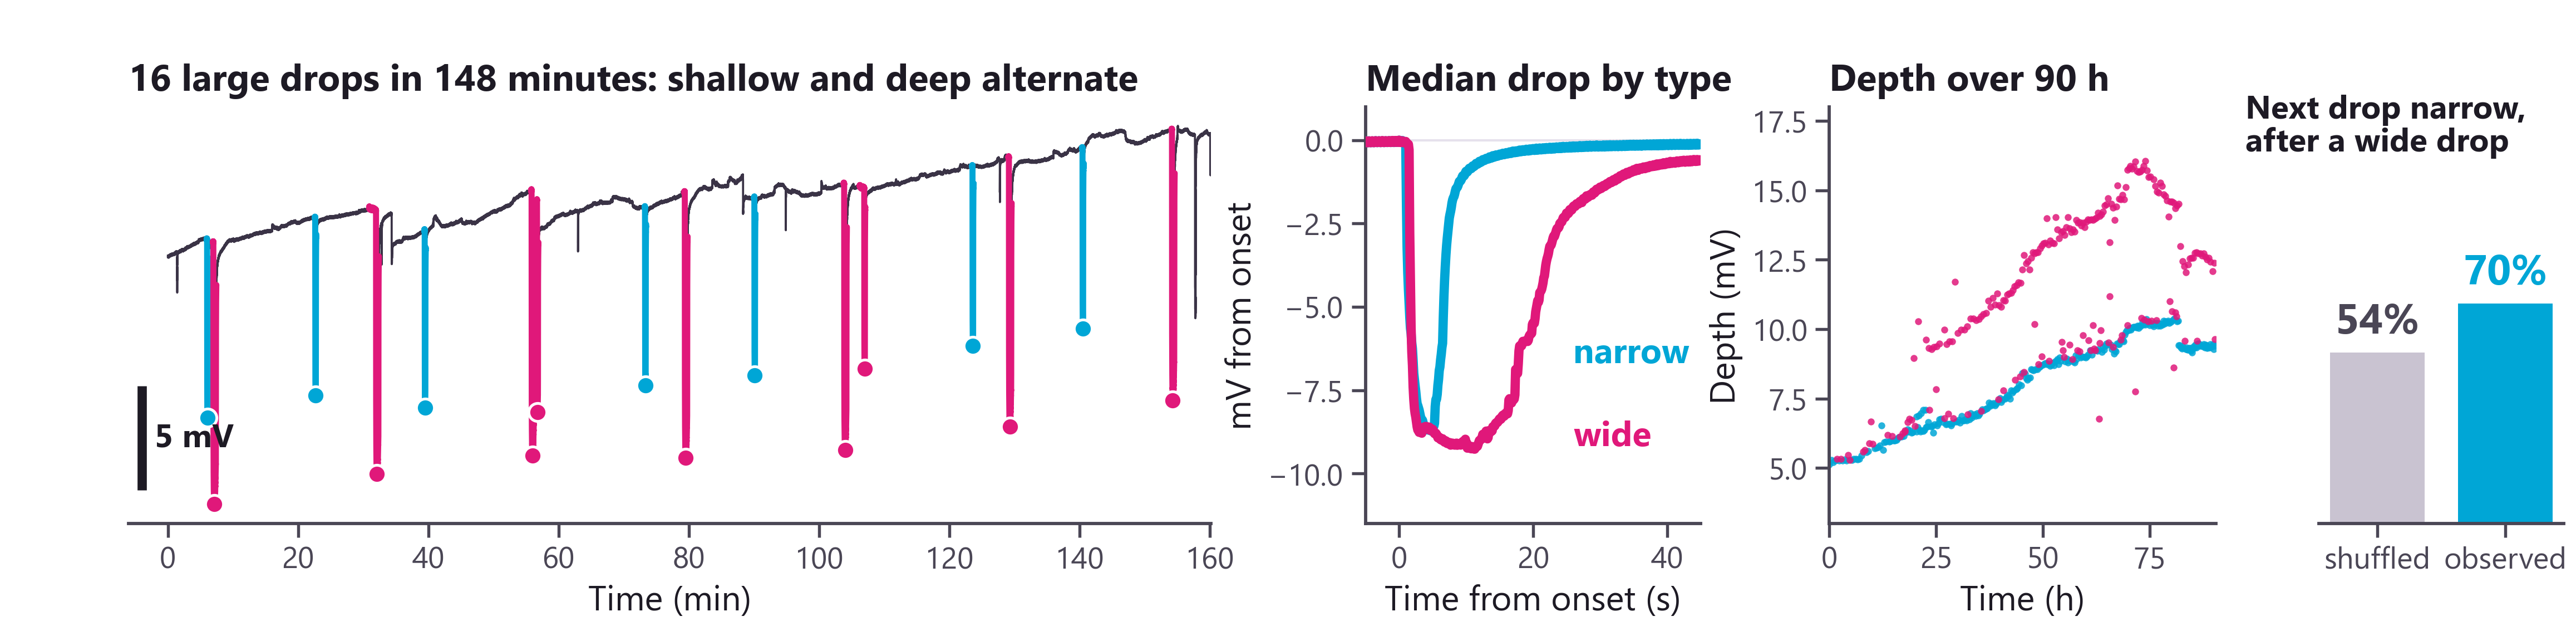 16 large drops in 148 minutes: shallow and deep alternate
5 mV
0 20 40 60 80 100 120 140 160
Time (min)
Median drop by type
mV from onset
0.0
−2.5
−5.0
−7.5
−10.0
narrow
wide
0 20 40
Time from onset (s)
Depth over 90 h
Depth (mV)
17.5
15.0
12.5
10.0
7.5
5.0
0 25 50 75
Time (h)
Next drop narrow,
after a wide drop
54%
70%
shuffled observed